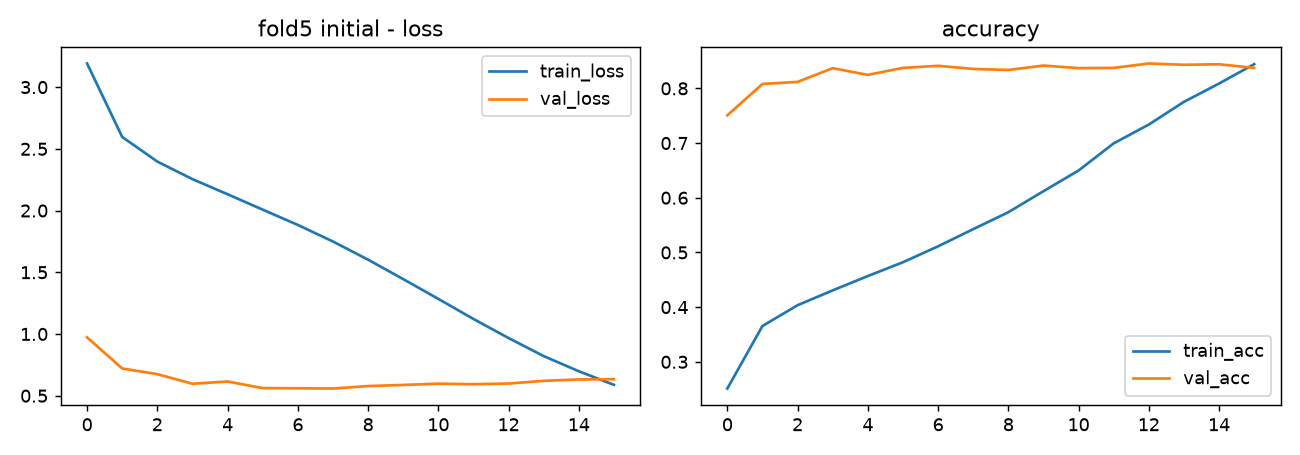 fold5 initial - loss
train_loss
val_loss
3.0
2.5
2.0
1.5
1.0
0.5
0 2 4 6 8 10 12 14
accuracy
0.8
0.7
0.6
0.5
0.4
0.3
train_acc
val_acc
0 2 4 6 8 10 12 14